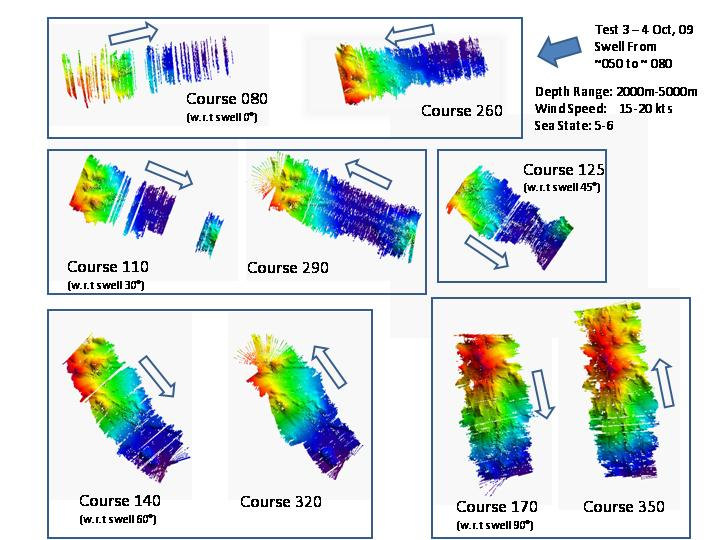 Test 3 – 4 Oct, 09
Swell From
~050 to ~ 080
Depth Range: 2000m-5000m
Wind Speed: 15-20 kts
Sea State: 5-6
Course 080
(w.r.t swell 0°)
Course 260
Course 110
(w.r.t swell 30°)
Course 290
Course 125
(w.r.t swell 45°)
Course 140
(w.r.t swell 60°)
Course 320
Course 170
(w.r.t swell 90°)
Course 350